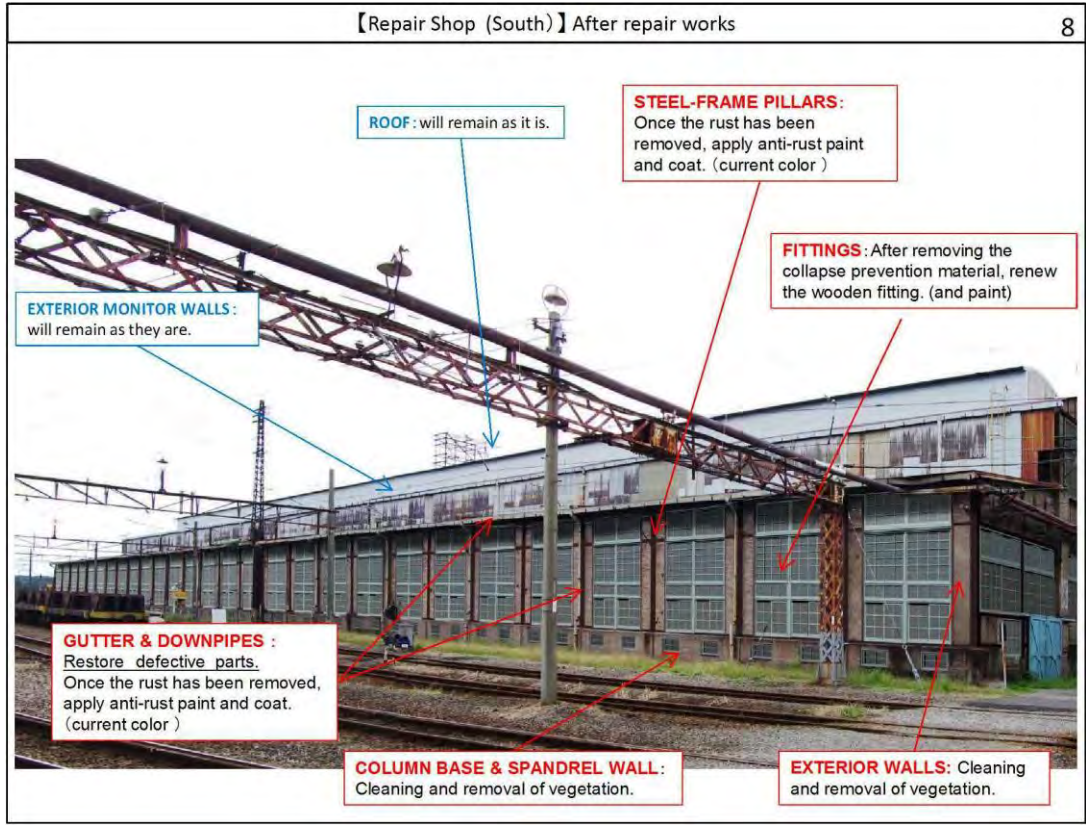 【Repair Shop (South)】After repair works
8
STEEL-FRAME PILLARS:
Once the rust has been
removed, apply anti-rust paint
and coat. (current color )
ROOF: will remain as it is.
FITTINGS: After removing the
collapse prevention material, renew
the wooden fitting. (and paint)
EXTERIOR MONITOR WALLS:
will remain as they are.
GUTTER & DOWNPIPES :
Restore defective parts.
Once the rust has been removed,
apply anti-rust paint and coat.
(current color )
COLUMN BASE & SPANDREL WALL:
Cleaning and removal of vegetation.
EXTERIOR WALLS: Cleaning
and removal of vegetation.